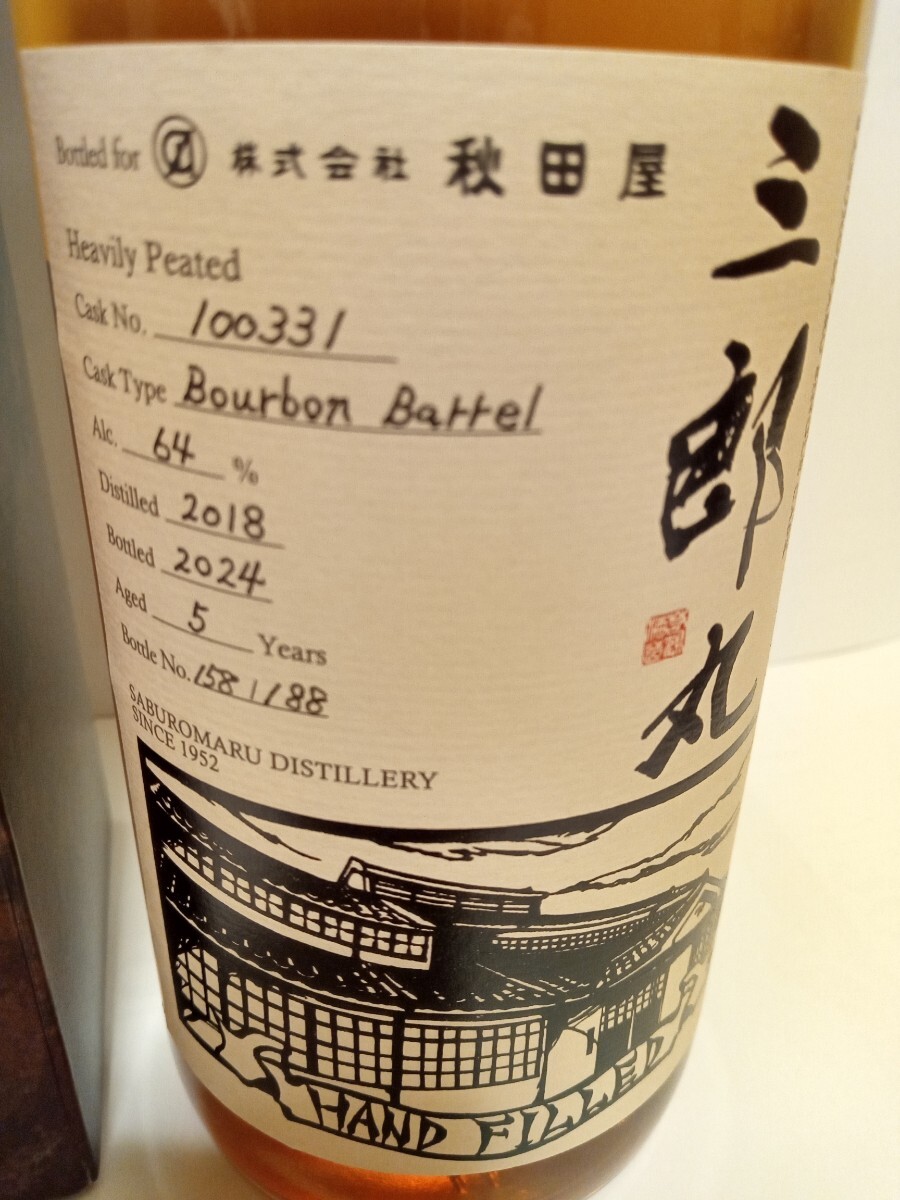 Bottled for 株式会社 秋田屋
三郎丸
Heavily Peated
Cask No. 100331
Cask Type Bourbon Barrel
Alc. 64 %
Distilled 2018
Bottled 2024
Aged 5 Years
Bottle No. 158 / 188
SABUROMARU DISTILLERY
SINCE 1952
HAND FILLED